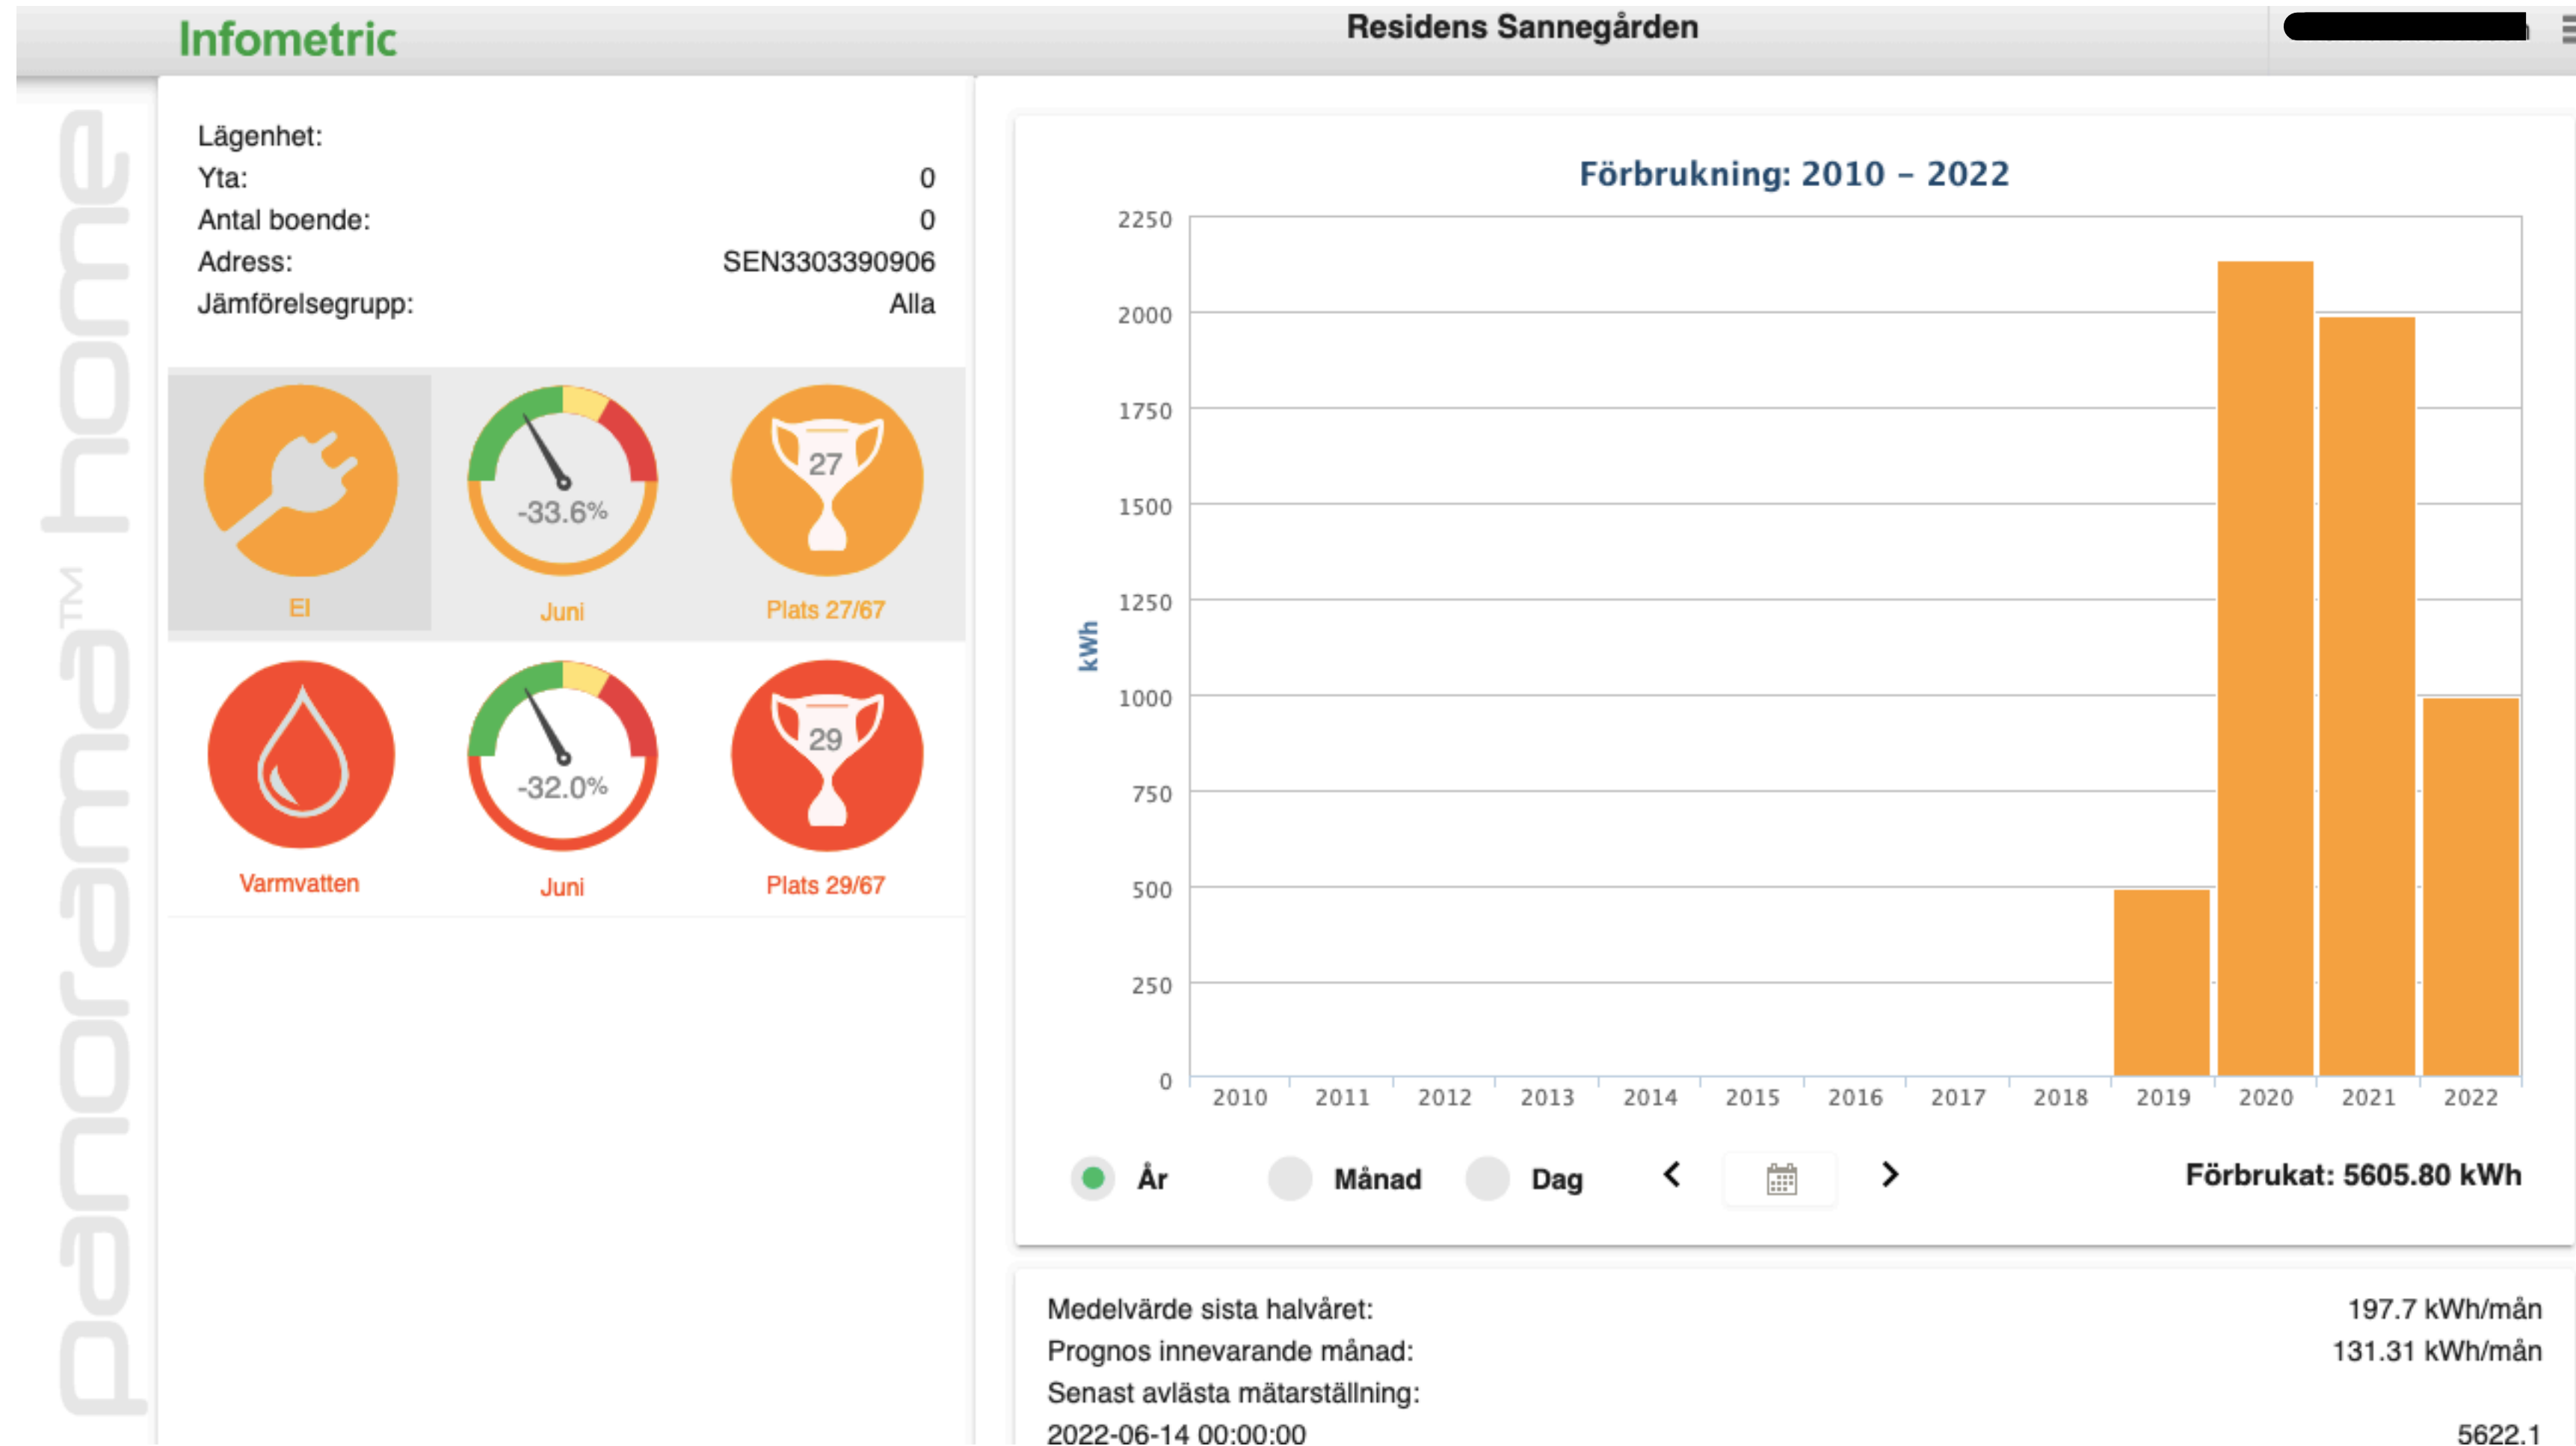 Infometric
Residens Sannegården
panorama™ home
Lägenhet:
Yta: 0
Antal boende: 0
Adress: SEN3303390906
Jämförelsegrupp: Alla
-33.6%
27
El
Juni
Plats 27/67
-32.0%
29
Varmvatten
Juni
Plats 29/67
Förbrukning: 2010 – 2022
kWh
2250
2000
1750
1500
1250
1000
750
500
250
0
2010 2011 2012 2013 2014 2015 2016 2017 2018 2019 2020 2021 2022
År Månad Dag
Förbrukat: 5605.80 kWh
Medelvärde sista halvåret: 197.7 kWh/mån
Prognos innevarande månad: 131.31 kWh/mån
Senast avlästa mätarställning:
2022-06-14 00:00:00 5622.1